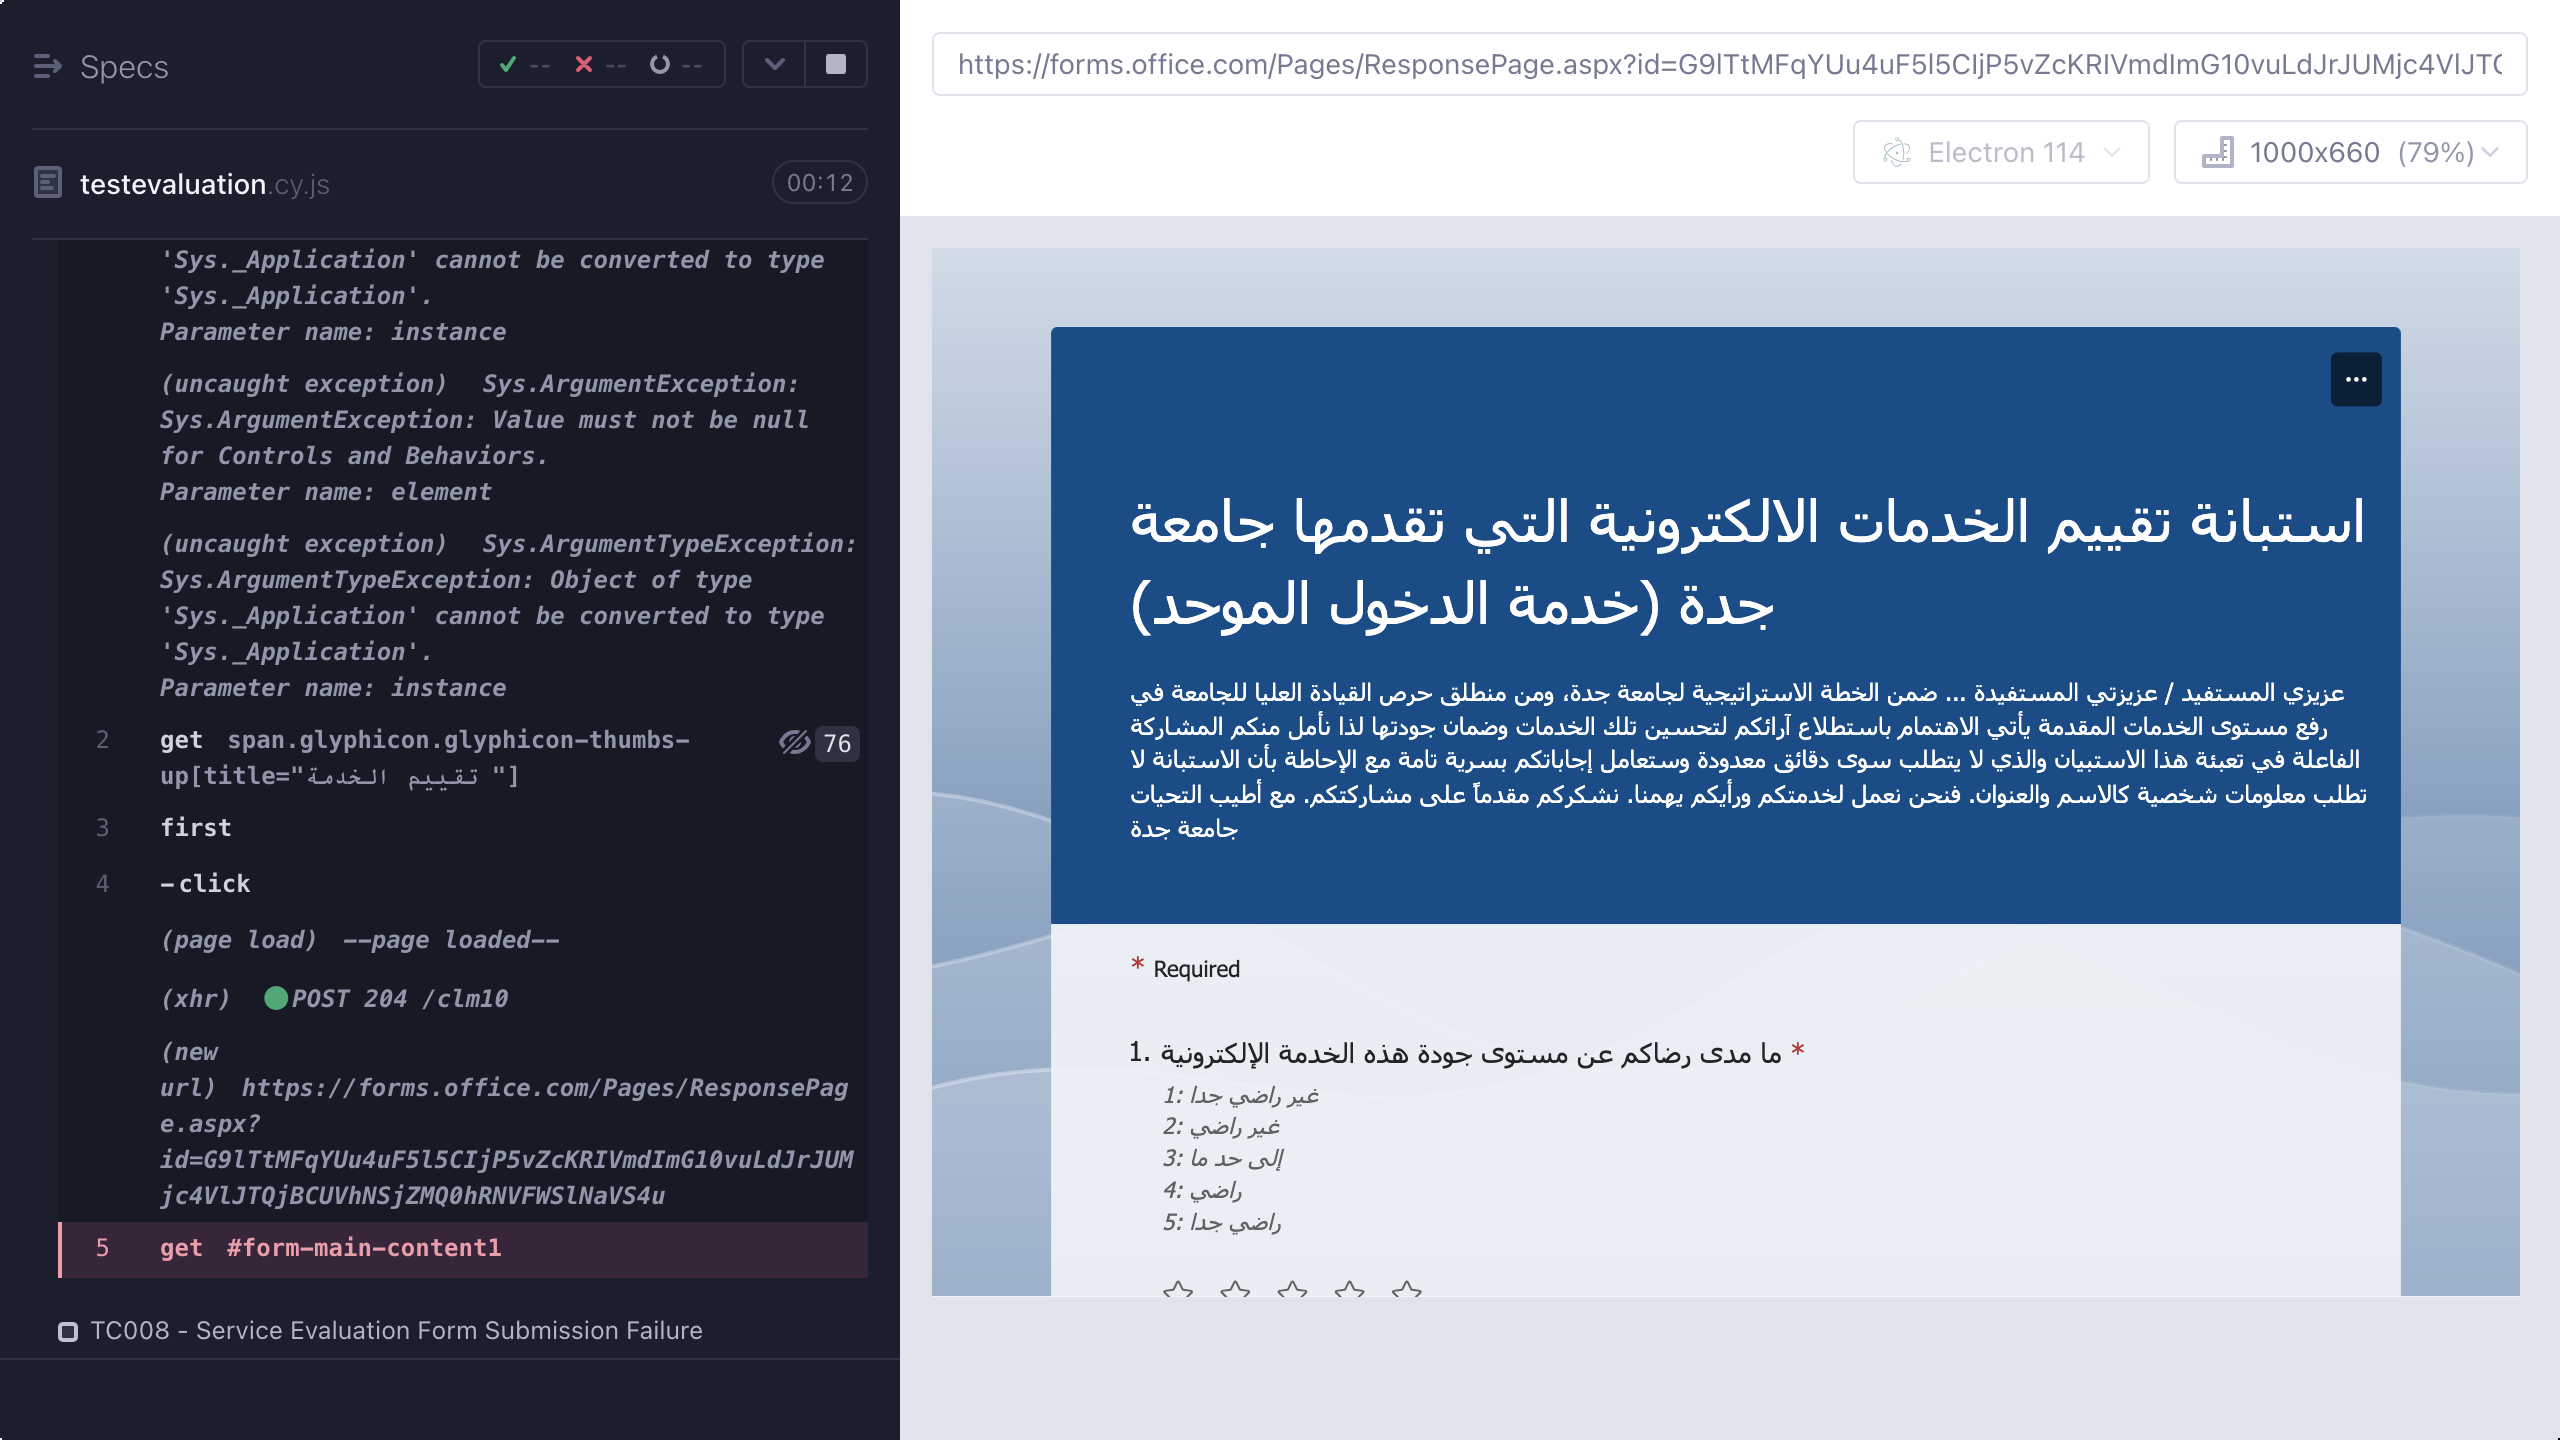 Specs
-- -- --
testevaluation.cy.js
00:12
'Sys._Application' cannot be converted to type
'Sys._Application'.
Parameter name: instance
(uncaught exception) Sys.ArgumentException:
Sys.ArgumentException: Value must not be null
for Controls and Behaviors.
Parameter name: element
(uncaught exception) Sys.ArgumentTypeException:
Sys.ArgumentTypeException: Object of type
'Sys._Application' cannot be converted to type
'Sys._Application'.
Parameter name: instance
2 get span.glyphicon.glyphicon-thumbs-
up[title="تقييم الخدمة "]
76
3 first
4 -click
(page load) --page loaded--
(xhr) POST 204 /clm10
(new
url) https://forms.office.com/Pages/ResponsePag
e.aspx?
id=G9lTtMFqYUu4uF5l5CIjP5vZcKRIVmdImG10vuLdJrJUM
jc4VlJTQjBCUVhNSjZMQ0hRNVFWSlNaVS4u
5 get #form-main-content1
TC008 - Service Evaluation Form Submission Failure
https://forms.office.com/Pages/ResponsePage.aspx?id=G9lTtMFqYUu4uF5l5CIjP5vZcKRIVmdImG10vuLdJrJUMjc4VlJTQ
Electron 114
1000x660 (79%)
...
استبانة تقييم الخدمات الالكترونية التي تقدمها جامعة
جدة (خدمة الدخول الموحد)
عزيزي المستفيد / عزيزتي المستفيدة ... ضمن الخطة الاستراتيجية لجامعة جدة، ومن منطلق حرص القيادة العليا للجامعة في
رفع مستوى الخدمات المقدمة يأتي الاهتمام باستطلاع آرائكم لتحسين تلك الخدمات وضمان جودتها لذا نأمل منكم المشاركة
الفاعلة في تعبئة هذا الاستبيان والذي لا يتطلب سوى دقائق معدودة وستعامل إجاباتكم بسرية تامة مع الإحاطة بأن الاستبانة لا
تطلب معلومات شخصية كالاسم والعنوان. فنحن نعمل لخدمتكم ورأيكم يهمنا. نشكركم مقدماً على مشاركتكم. مع أطيب التحيات
جامعة جدة
* Required
1. ما مدى رضاكم عن مستوى جودة هذه الخدمة الإلكترونية *
1: غير راضي جدا
2: غير راضي
3: إلى حد ما
4: راضي
5: راضي جدا